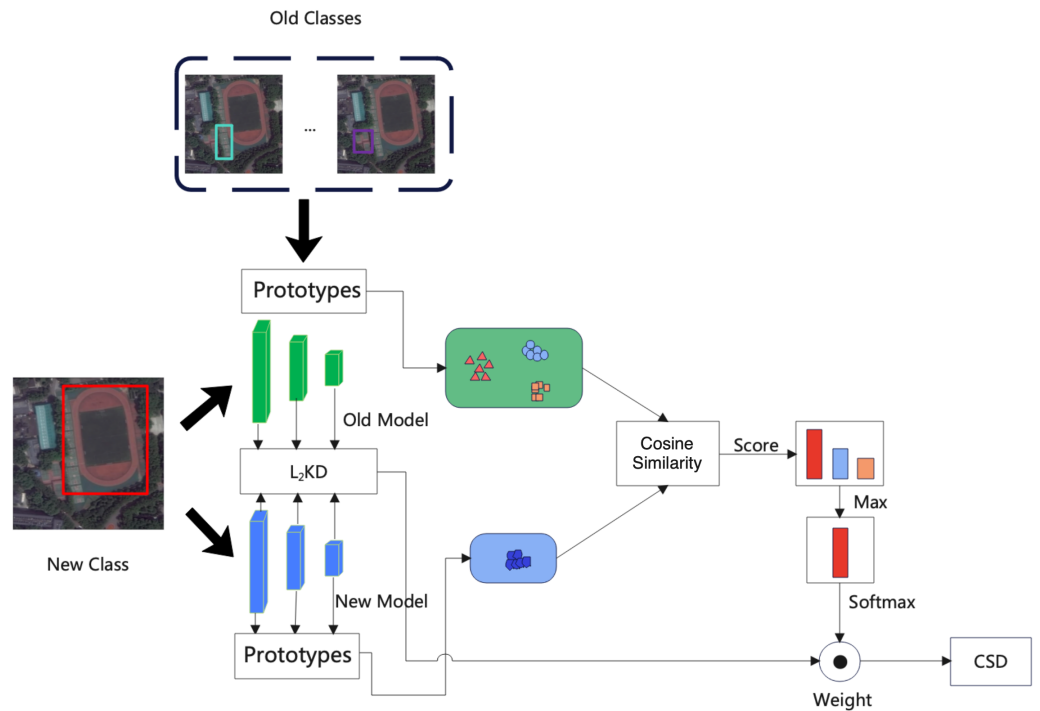 Old Classes
...
Prototypes
Old Model
L₂KD
New Class
New Model
Prototypes
Cosine
Similarity
Score
Max
Softmax
Weight
CSD